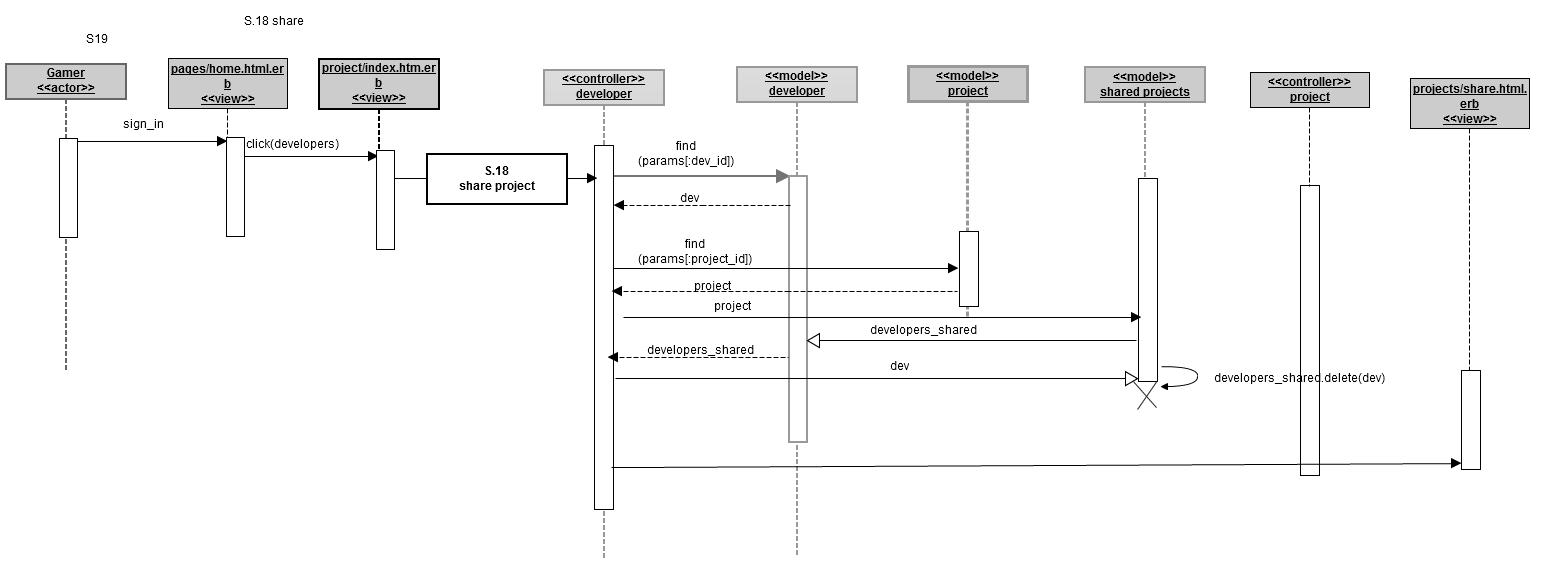 S.18 share
S19
Gamer
<<actor>>
pages/home.html.er
b
<<view>>
project/index.htm.er
b
<<view>>
<<controller>>
developer
<<model>>
developer
<<model>>
project
<<model>>
shared projects
<<controller>>
project
projects/share.html.
erb
<<view>>
sign_in
click(developers)
S.18
share project
find
(params[:dev_id])
dev
find
(params[:project_id])
project
project
developers_shared
developers_shared
dev
developers_shared.delete(dev)